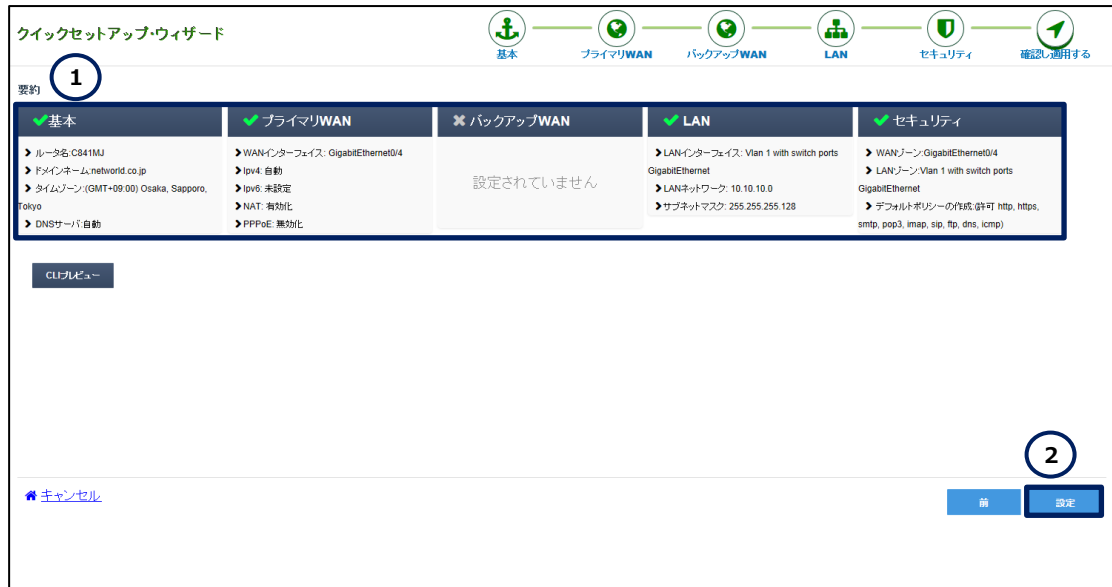 クイックセットアップ・ウィザード
基本
プライマリWAN
バックアップWAN
LAN
セキュリティ
確認し適用する
要約
1
基本
ルータ名:C841MJ
ドメインネーム:networld.co.jp
タイムゾーン:(GMT+09:00) Osaka, Sapporo,
Tokyo
DNSサーバ:自動
プライマリWAN
WANインターフェイス: GigabitEthernet0/4
Ipv4: 自動
Ipv6: 未設定
NAT: 有効化
PPPoE: 無効化
バックアップWAN
設定されていません
LAN
LANインターフェイス: Vlan 1 with switch ports
GigabitEthernet
LANネットワーク: 10.10.10.0
サブネットマスク: 255.255.255.128
セキュリティ
WANゾーン:GigabitEthernet0/4
LANゾーン:Vlan 1 with switch ports
GigabitEthernet
デフォルトポリシーの作成:(許可 http, https,
smtp, pop3, imap, sip, ftp, dns, icmp)
CLIプレビュー
2
キャンセル
前
設定